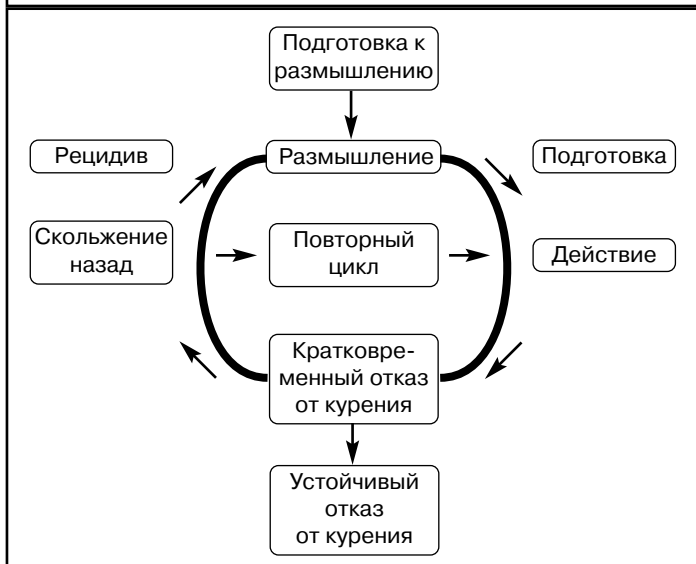 Подготовка к
размышлению
Рецидив
Размышление
Подготовка
Скольжение
назад
Повторный
цикл
Действие
Кратковре-
менный отказ
от курения
Устойчивый
отказ
от курения